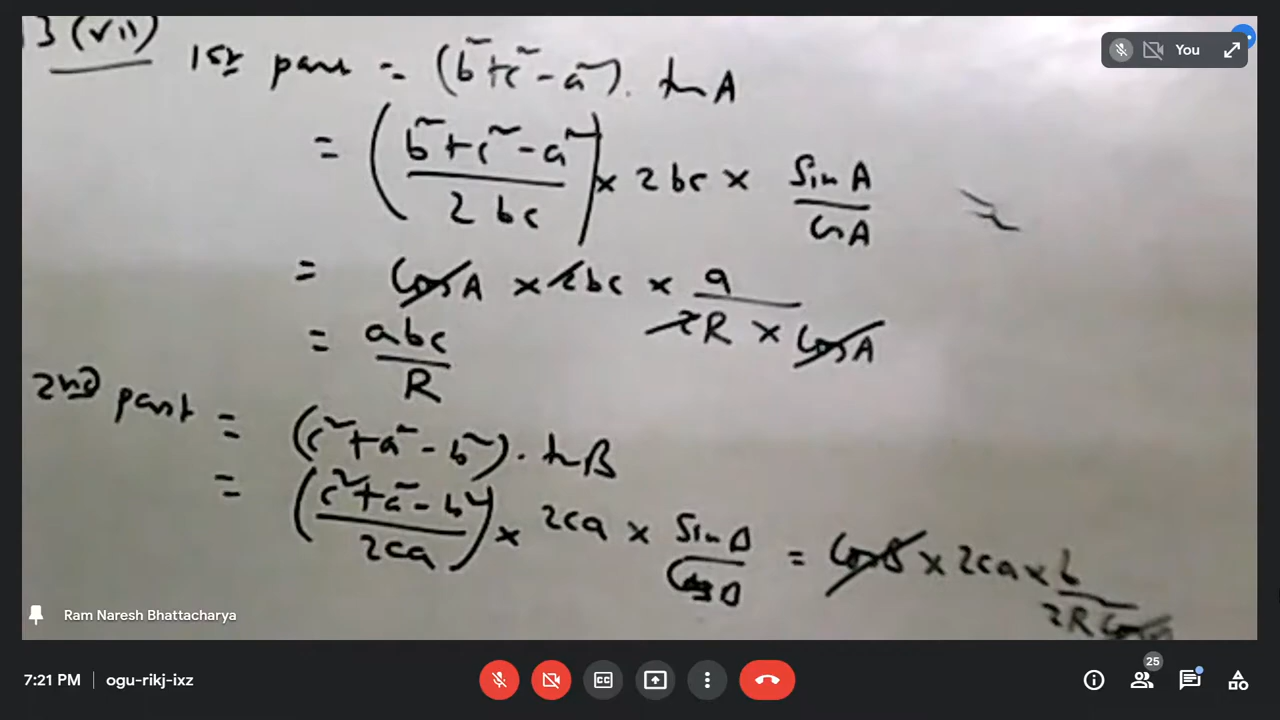 3(vii)
1st part = (b² + c² - a²). tan A
= ((b² + c² - a²) / 2bc) × 2bc × Sin A / Cos A
= Cos A × 2bc × a / (2R × Cos A)
= abc / R
2nd part = (c² + a² - b²). tan B
= ((c² + a² - b²) / 2ca) × 2ca × Sin B / Cos B = Cos B × 2ca × b / (2R Cos B)
You
Ram Naresh Bhattacharya
7:21 PM | ogu-rikj-ixz
25